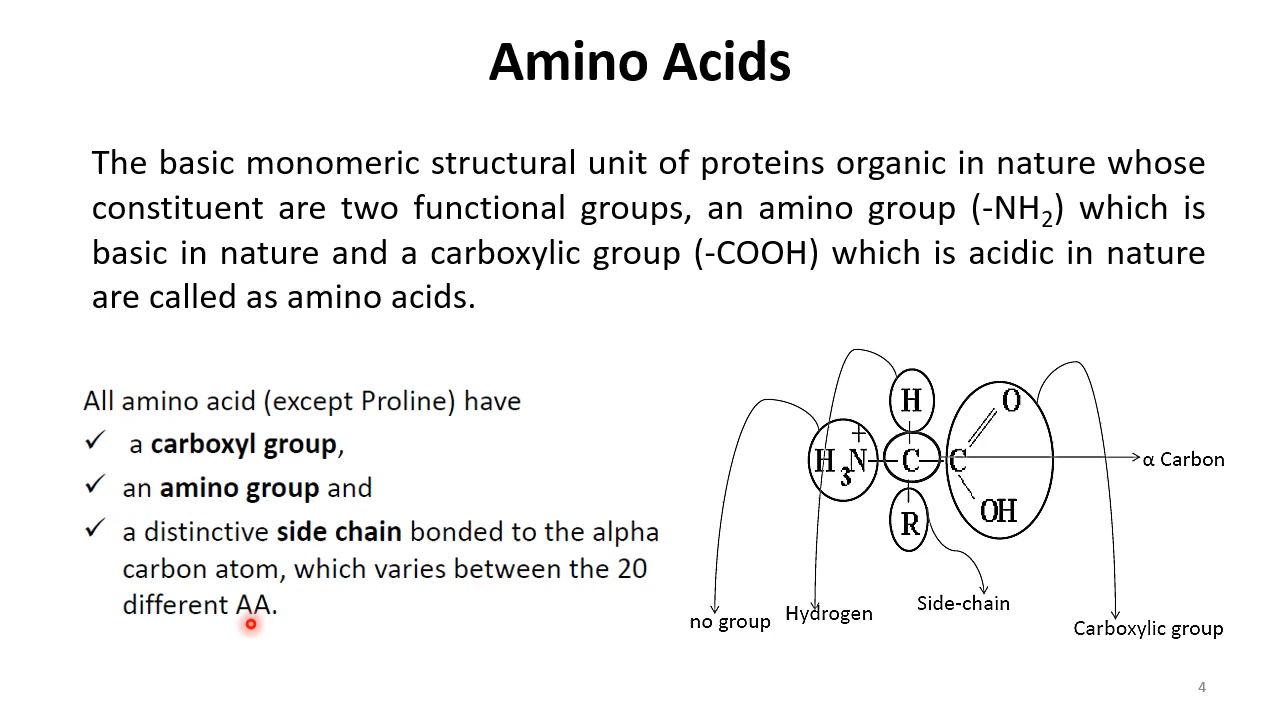 Amino Acids
The basic monomeric structural unit of proteins organic in nature whose
constituent are two functional groups, an amino group (-NH₂) which is
basic in nature and a carboxylic group (-COOH) which is acidic in nature
are called as amino acids.
All amino acid (except Proline) have
✓ a carboxyl group,
✓ an amino group and
✓ a distinctive side chain bonded to the alpha
carbon atom, which varies between the 20
different AA.
H
O
H₃N⁺ C C
α Carbon
R
OH
Side-chain
no group
Hydrogen
Carboxylic group
4